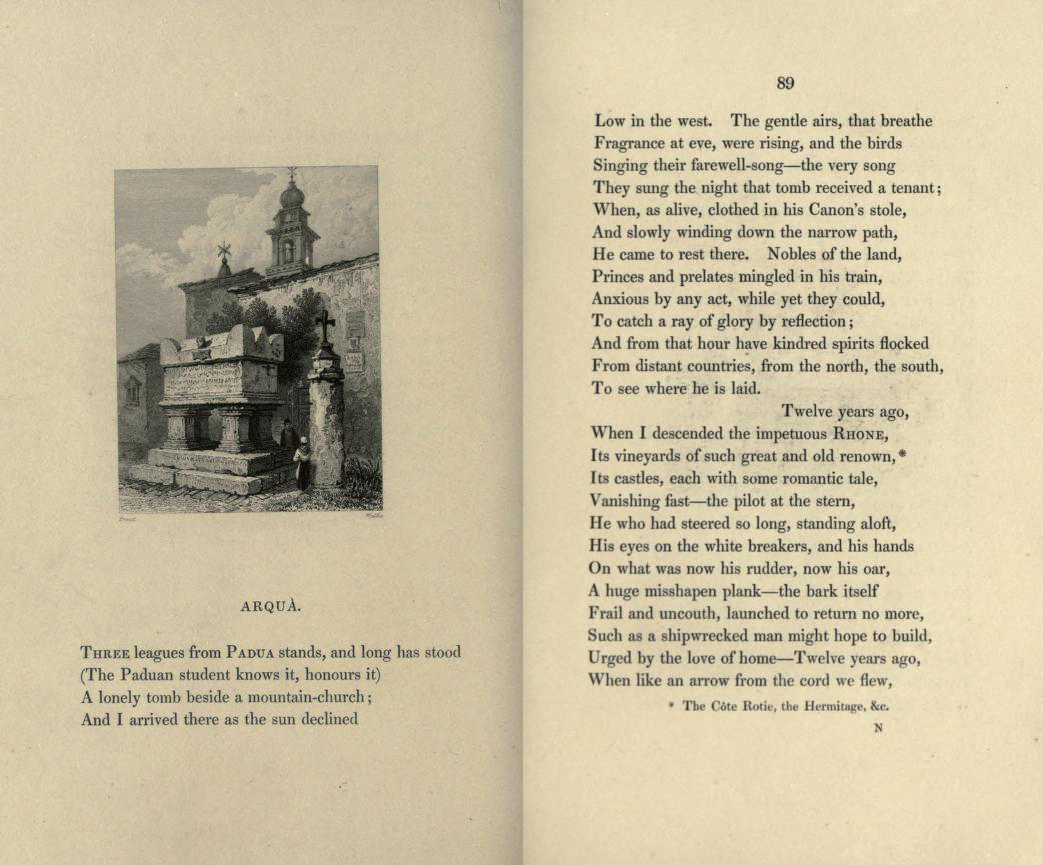 ARQUÀ.
THREE leagues from PADUA stands, and long has stood
(The Paduan student knows it, honours it)
A lonely tomb beside a mountain-church;
And I arrived there as the sun declined
89
Low in the west. The gentle airs, that breathe
Fragrance at eve, were rising, and the birds
Singing their farewell-song—the very song
They sung the night that tomb received a tenant;
When, as alive, clothed in his Canon's stole,
And slowly winding down the narrow path,
He came to rest there. Nobles of the land,
Princes and prelates mingled in his train,
Anxious by any act, while yet they could,
To catch a ray of glory by reflection;
And from that hour have kindred spirits flocked
From distant countries, from the north, the south,
To see where he is laid.
Twelve years ago,
When I descended the impetuous RHONE,
Its vineyards of such great and old renown,*
Its castles, each with some romantic tale,
Vanishing fast—the pilot at the stern,
He who had steered so long, standing aloft,
His eyes on the white breakers, and his hands
On what was now his rudder, now his oar,
A huge misshapen plank—the bark itself
Frail and uncouth, launched to return no more,
Such as a shipwrecked man might hope to build,
Urged by the love of home—Twelve years ago,
When like an arrow from the cord we flew,
* The Côte Rotie, the Hermitage, &c.
N